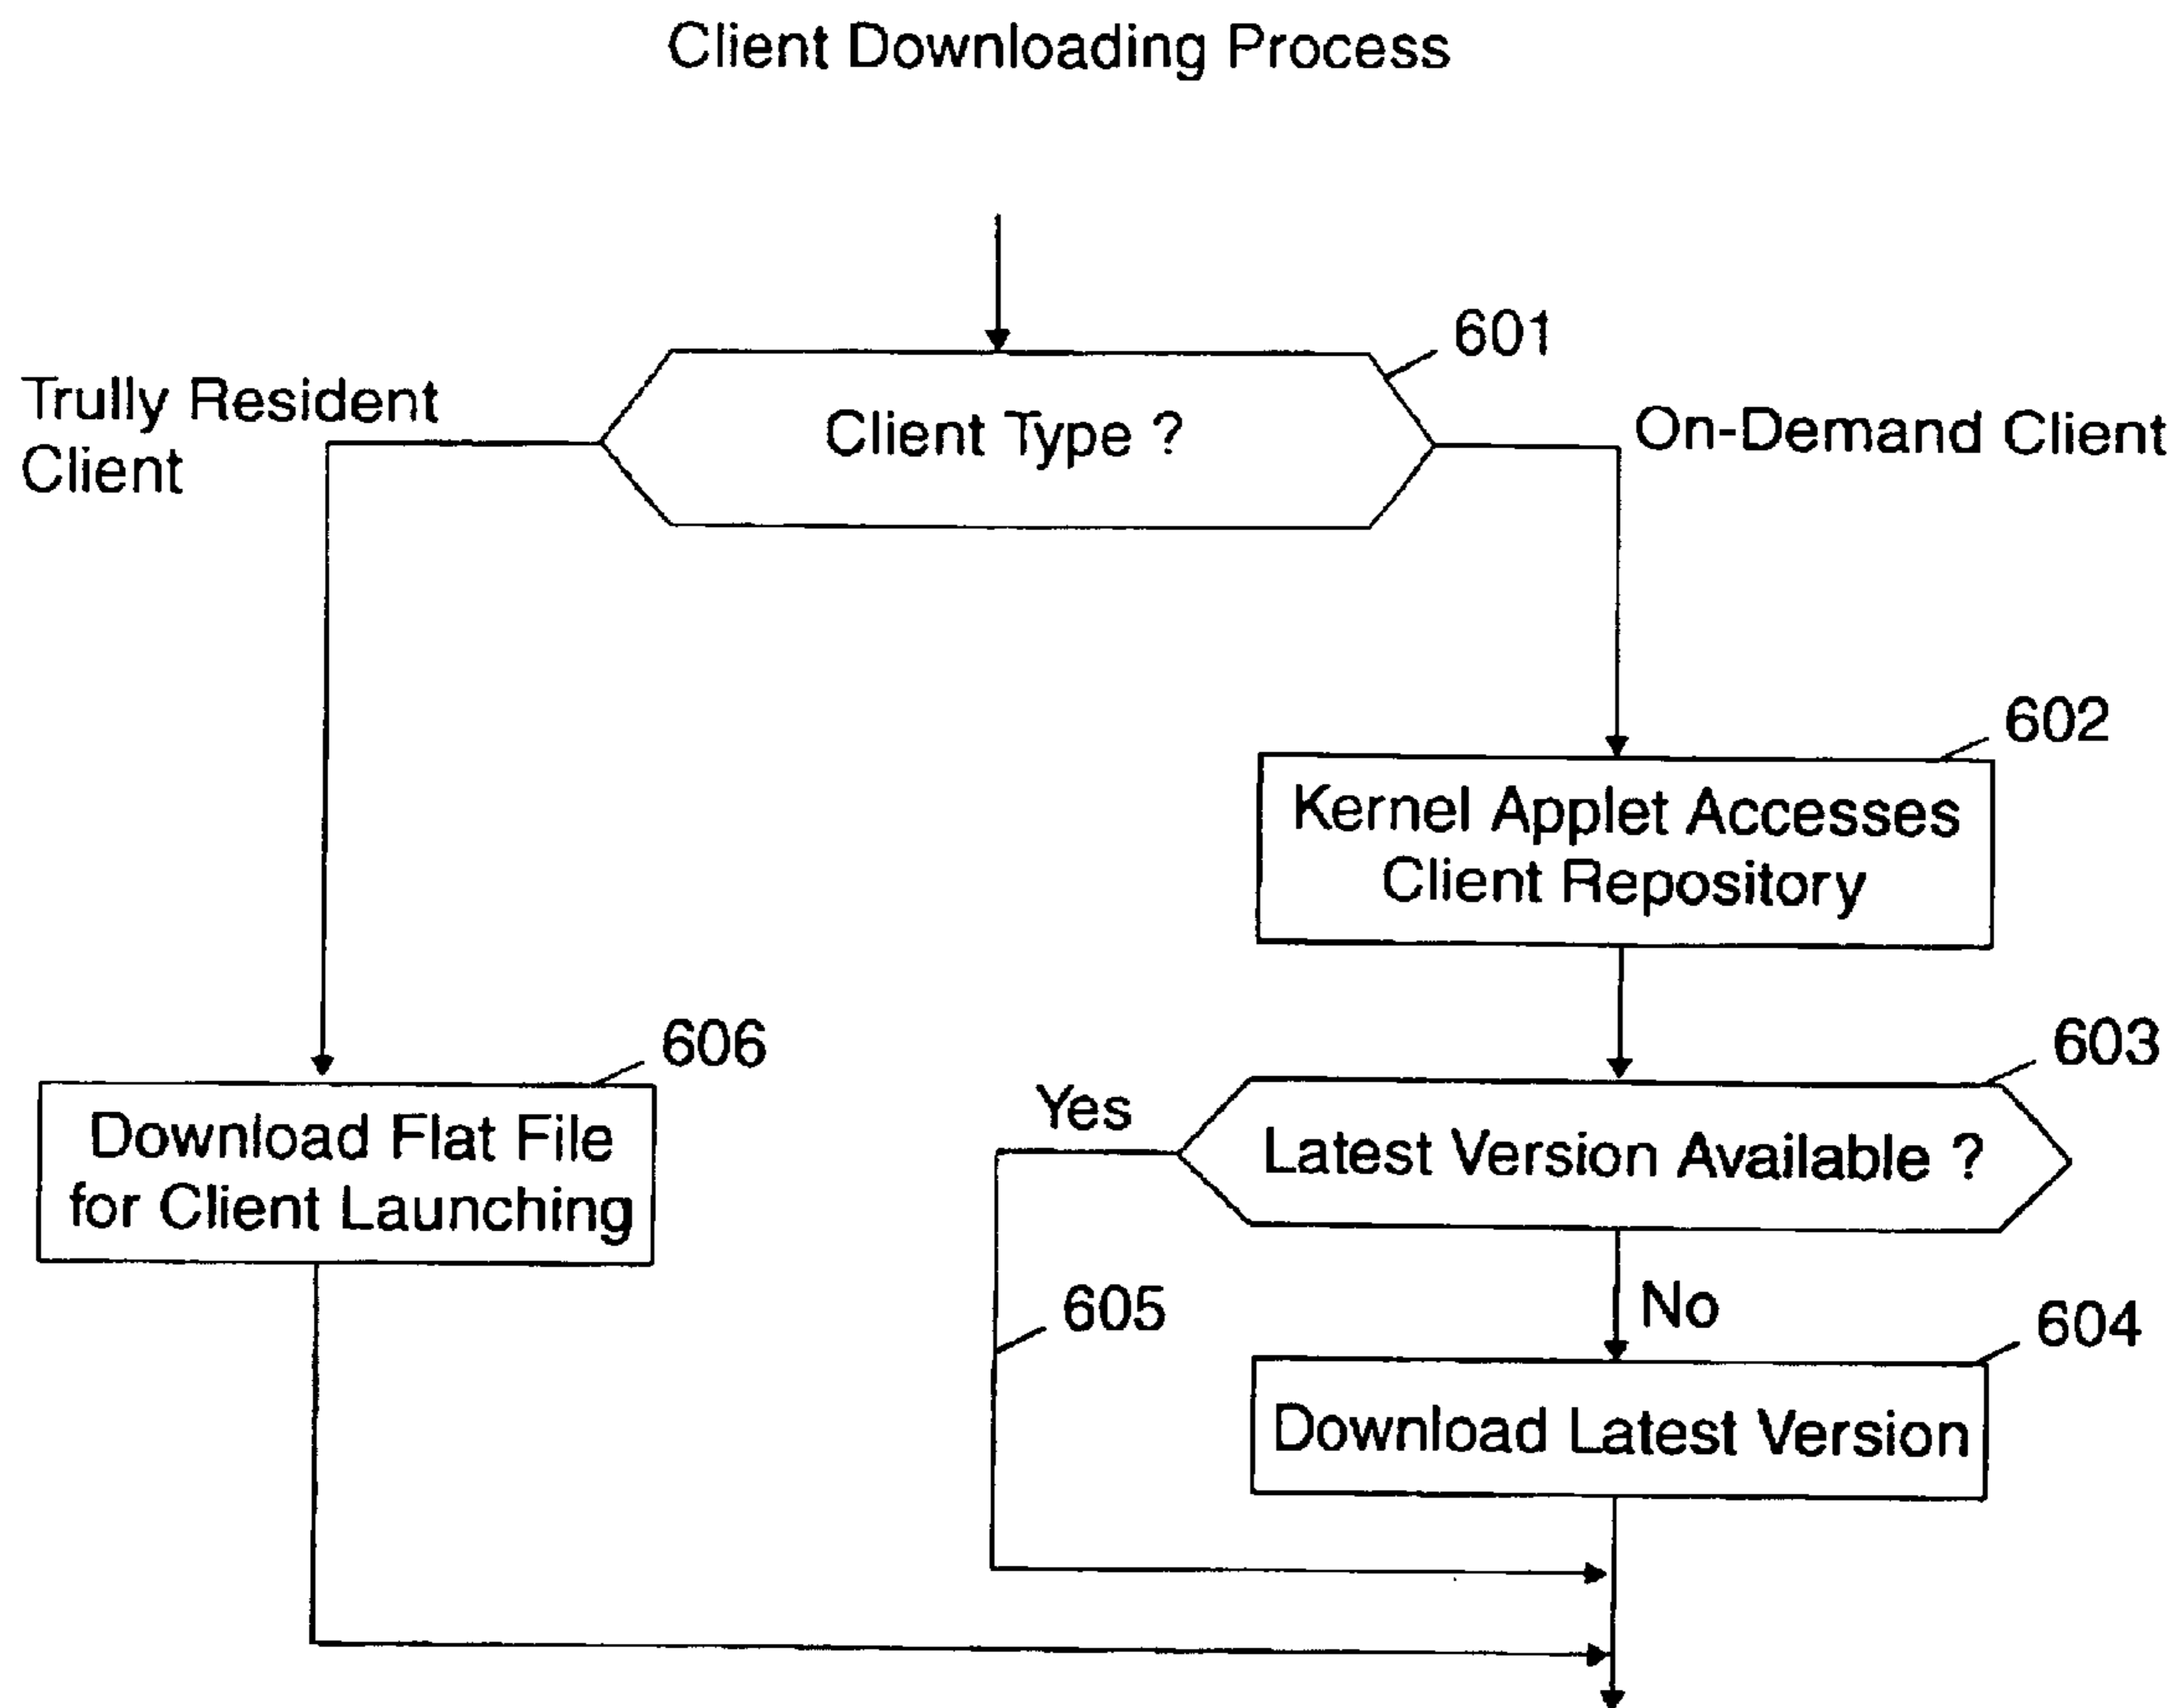 Client Downloading Process
601
Trully Resident
Client
Client Type ?
On-Demand Client
602
Kernel Applet Accesses
Client Repository
606
603
Download Flat File
for Client Launching
Yes
Latest Version Available ?
605
No
604
Download Latest Version